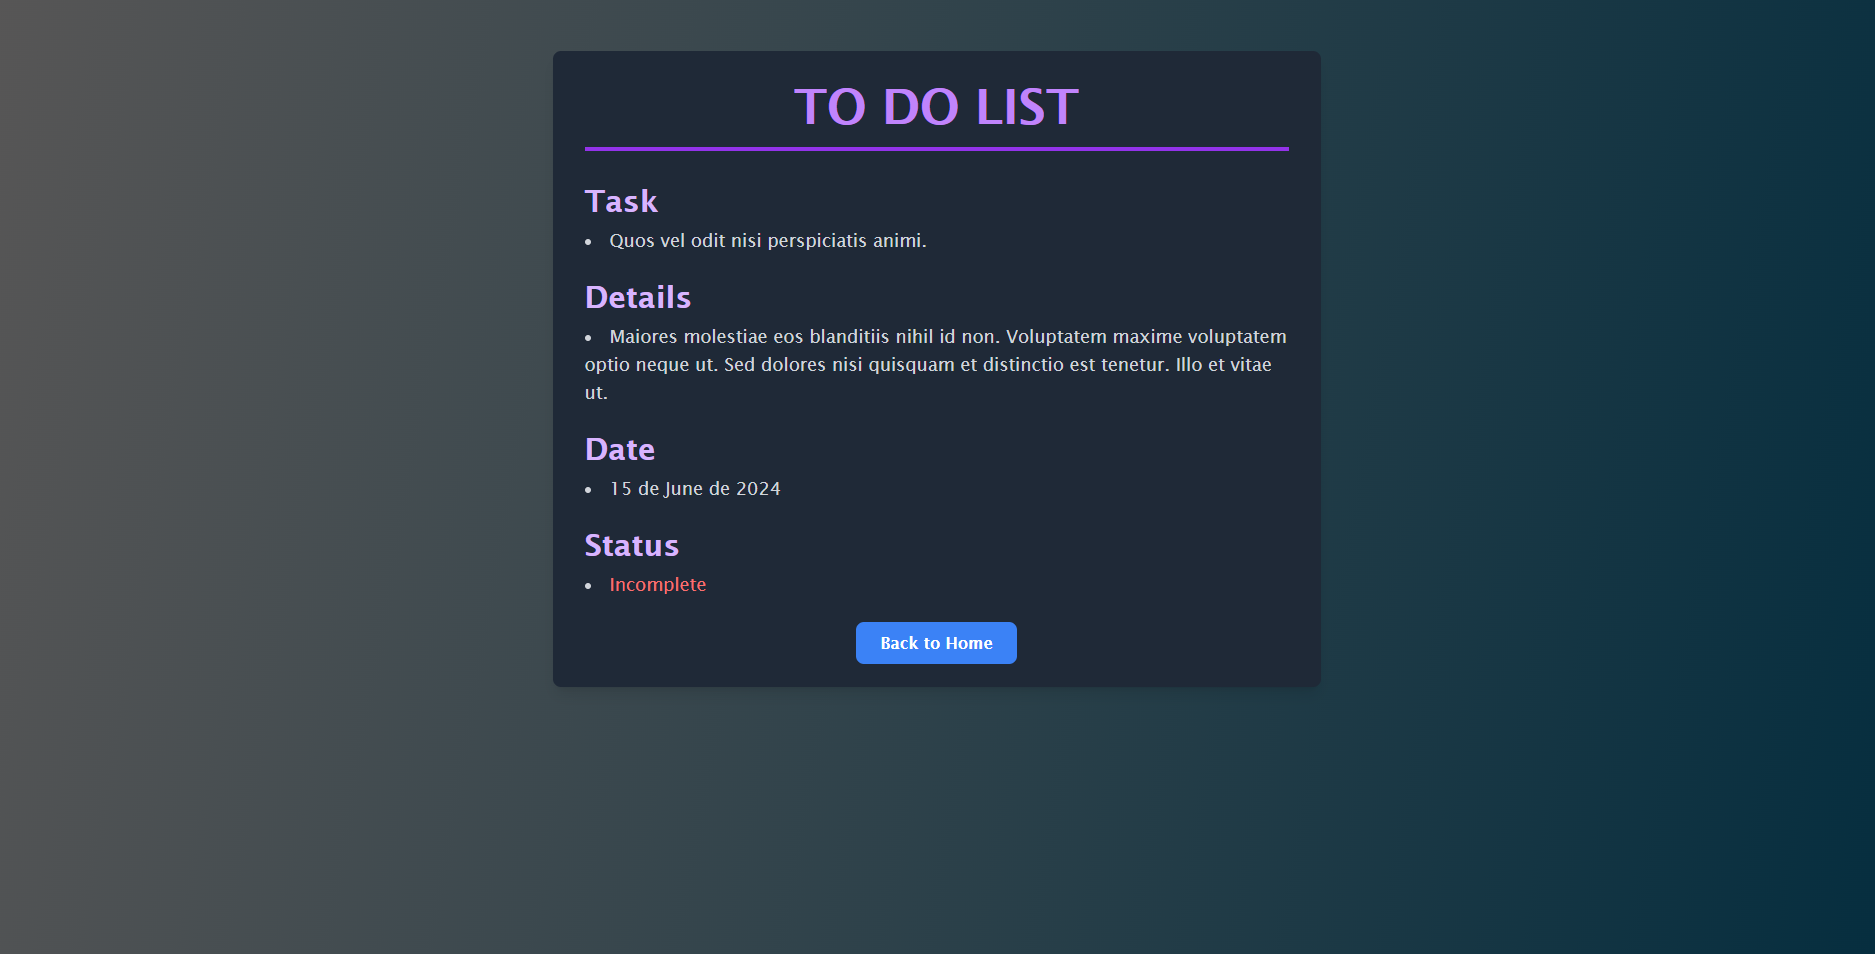 TO DO LIST
Task
• Quos vel odit nisi perspiciatis animi.
Details
• Maiores molestiae eos blanditiis nihil id non. Voluptatem maxime voluptatem
optio neque ut. Sed dolores nisi quisquam et distinctio est tenetur. Illo et vitae
ut.
Date
• 15 de June de 2024
Status
• Incomplete
Back to Home